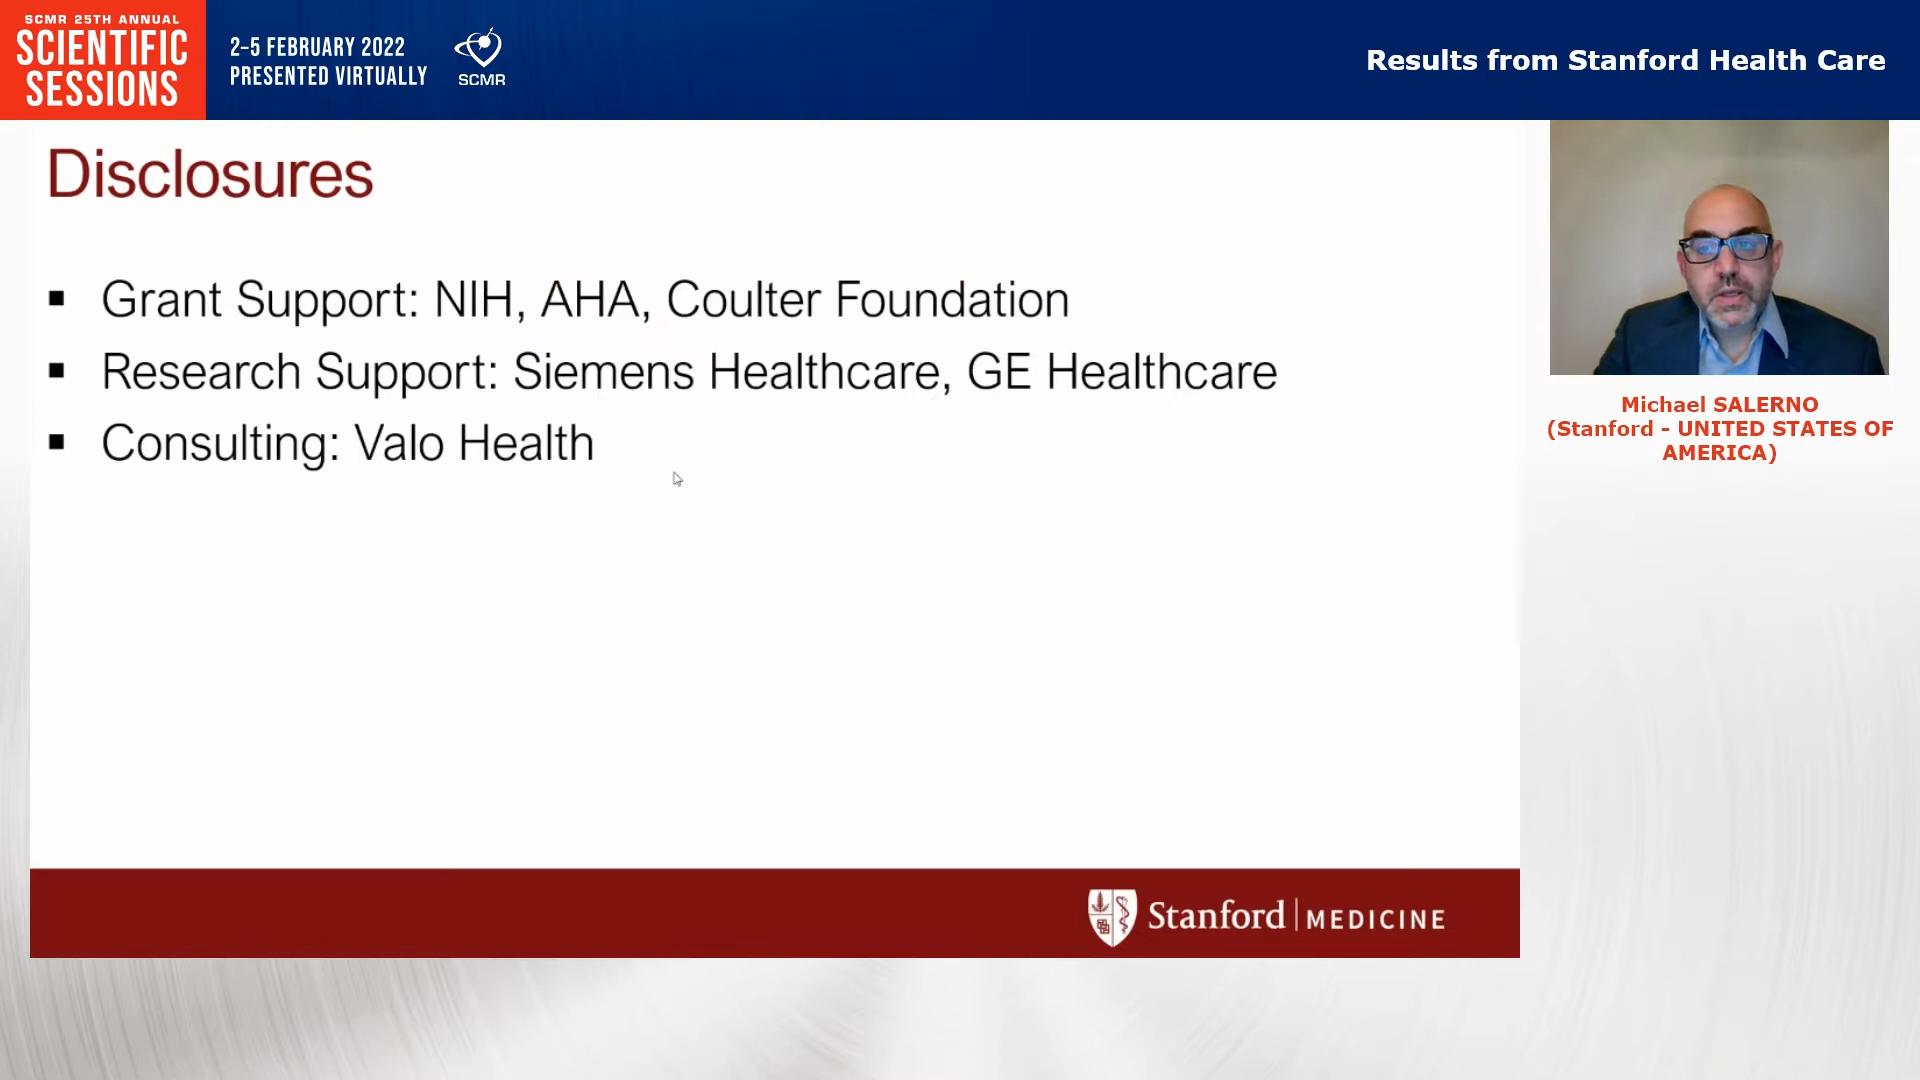 SCMR 25TH ANNUAL
SCIENTIFIC
SESSIONS
2–5 FEBRUARY 2022
PRESENTED VIRTUALLY
SCMR
Results from Stanford Health Care
Disclosures
▪ Grant Support: NIH, AHA, Coulter Foundation
▪ Research Support: Siemens Healthcare, GE Healthcare
▪ Consulting: Valo Health
Michael SALERNO
(Stanford - UNITED STATES OF
AMERICA)
Stanford | MEDICINE